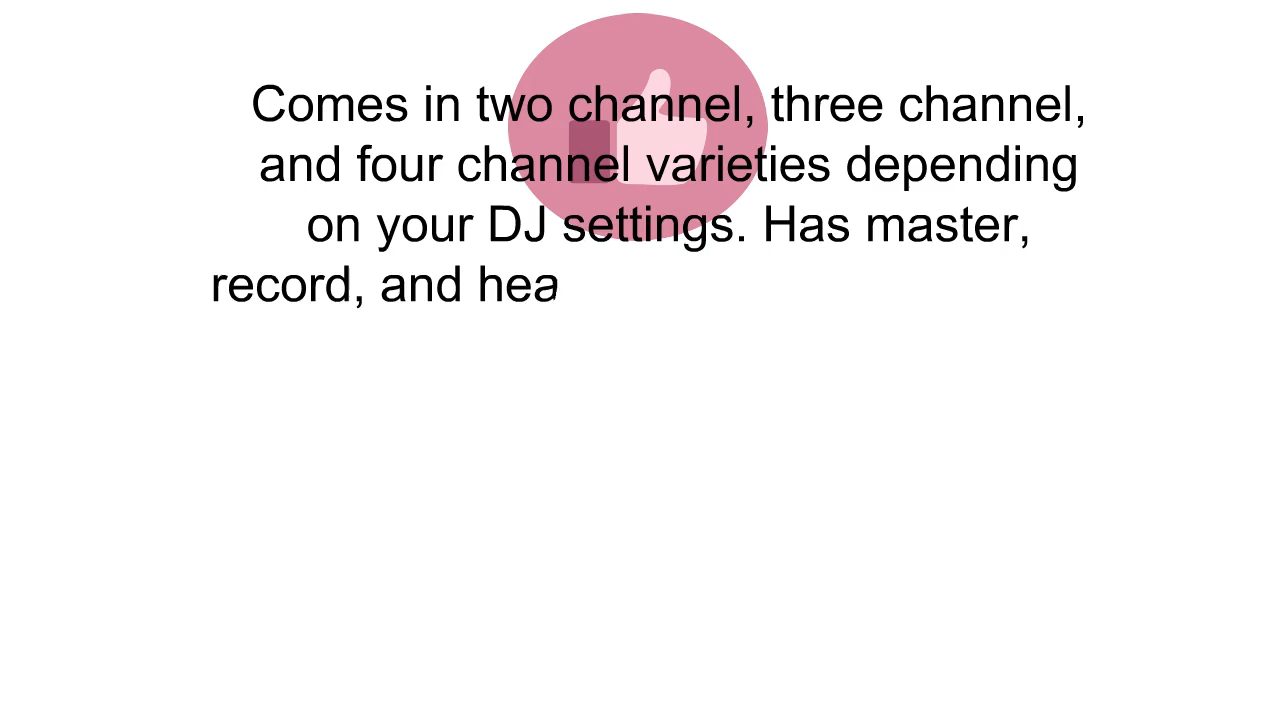 Comes in two channel, three channel,
and four channel varieties depending
on your DJ settings. Has master,
record, and hea